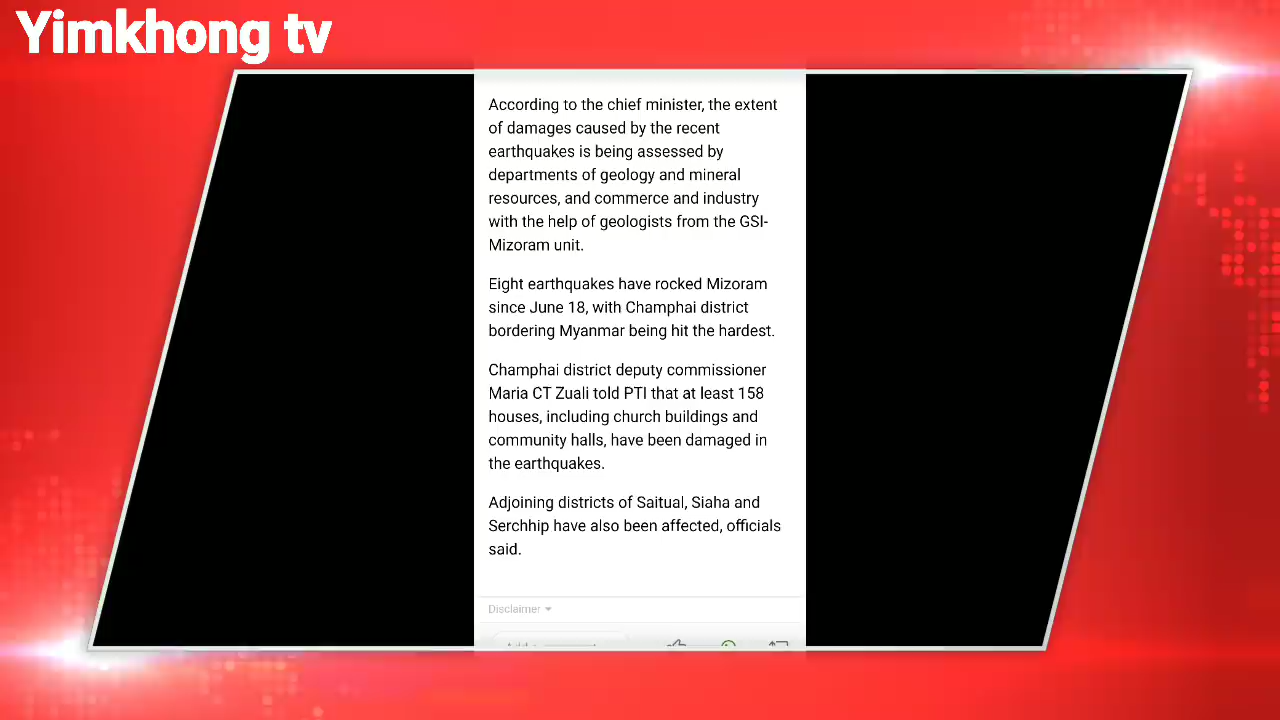 Yimkhong tv
According to the chief minister, the extent
of damages caused by the recent
earthquakes is being assessed by
departments of geology and mineral
resources, and commerce and industry
with the help of geologists from the GSI-
Mizoram unit.
Eight earthquakes have rocked Mizoram
since June 18, with Champhai district
bordering Myanmar being hit the hardest.
Champhai district deputy commissioner
Maria CT Zuali told PTI that at least 158
houses, including church buildings and
community halls, have been damaged in
the earthquakes.
Adjoining districts of Saitual, Siaha and
Serchhip have also been affected, officials
said.
Disclaimer